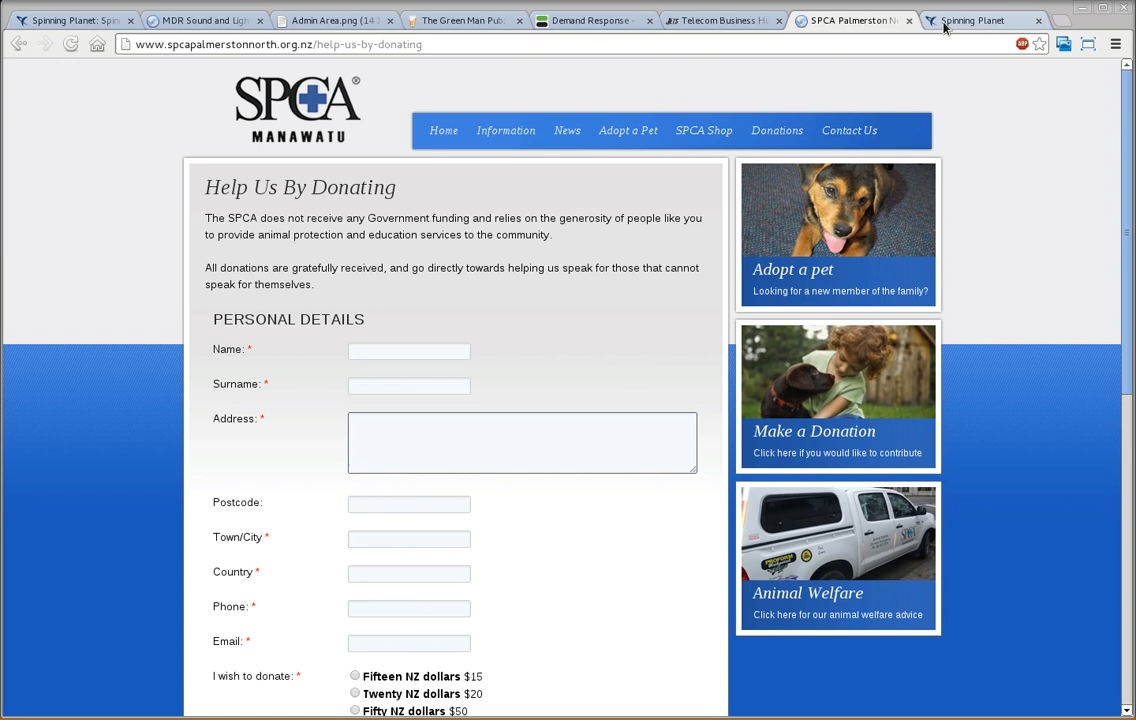 Spinning Planet: Spin
MDR Sound and Ligh
Admin Area.png (14
The Green Man Pub:
Demand Response -
Telecom Business H
SPCA Palmerston N
Spinning Planet
www.spcapalmerstonnorth.org.nz/help-us-by-donating
ABP
SPCA®
MANAWATU
Home Information News Adopt a Pet SPCA Shop Donations Contact Us
Help Us By Donating
The SPCA does not receive any Government funding and relies on the generosity of people like you
to provide animal protection and education services to the community.
All donations are gratefully received, and go directly towards helping us speak for those that cannot
speak for themselves.
PERSONAL DETAILS
Name: *
Surname: *
Address: *
Postcode:
Town/City *
Country *
Phone: *
Email: *
I wish to donate: *
Fifteen NZ dollars $15
Twenty NZ dollars $20
Fifty NZ dollars $50
Adopt a pet
Looking for a new member of the family?
Make a Donation
Click here if you would like to contribute
SPCA
PROFORM
Animal Welfare
Click here for our animal welfare advice